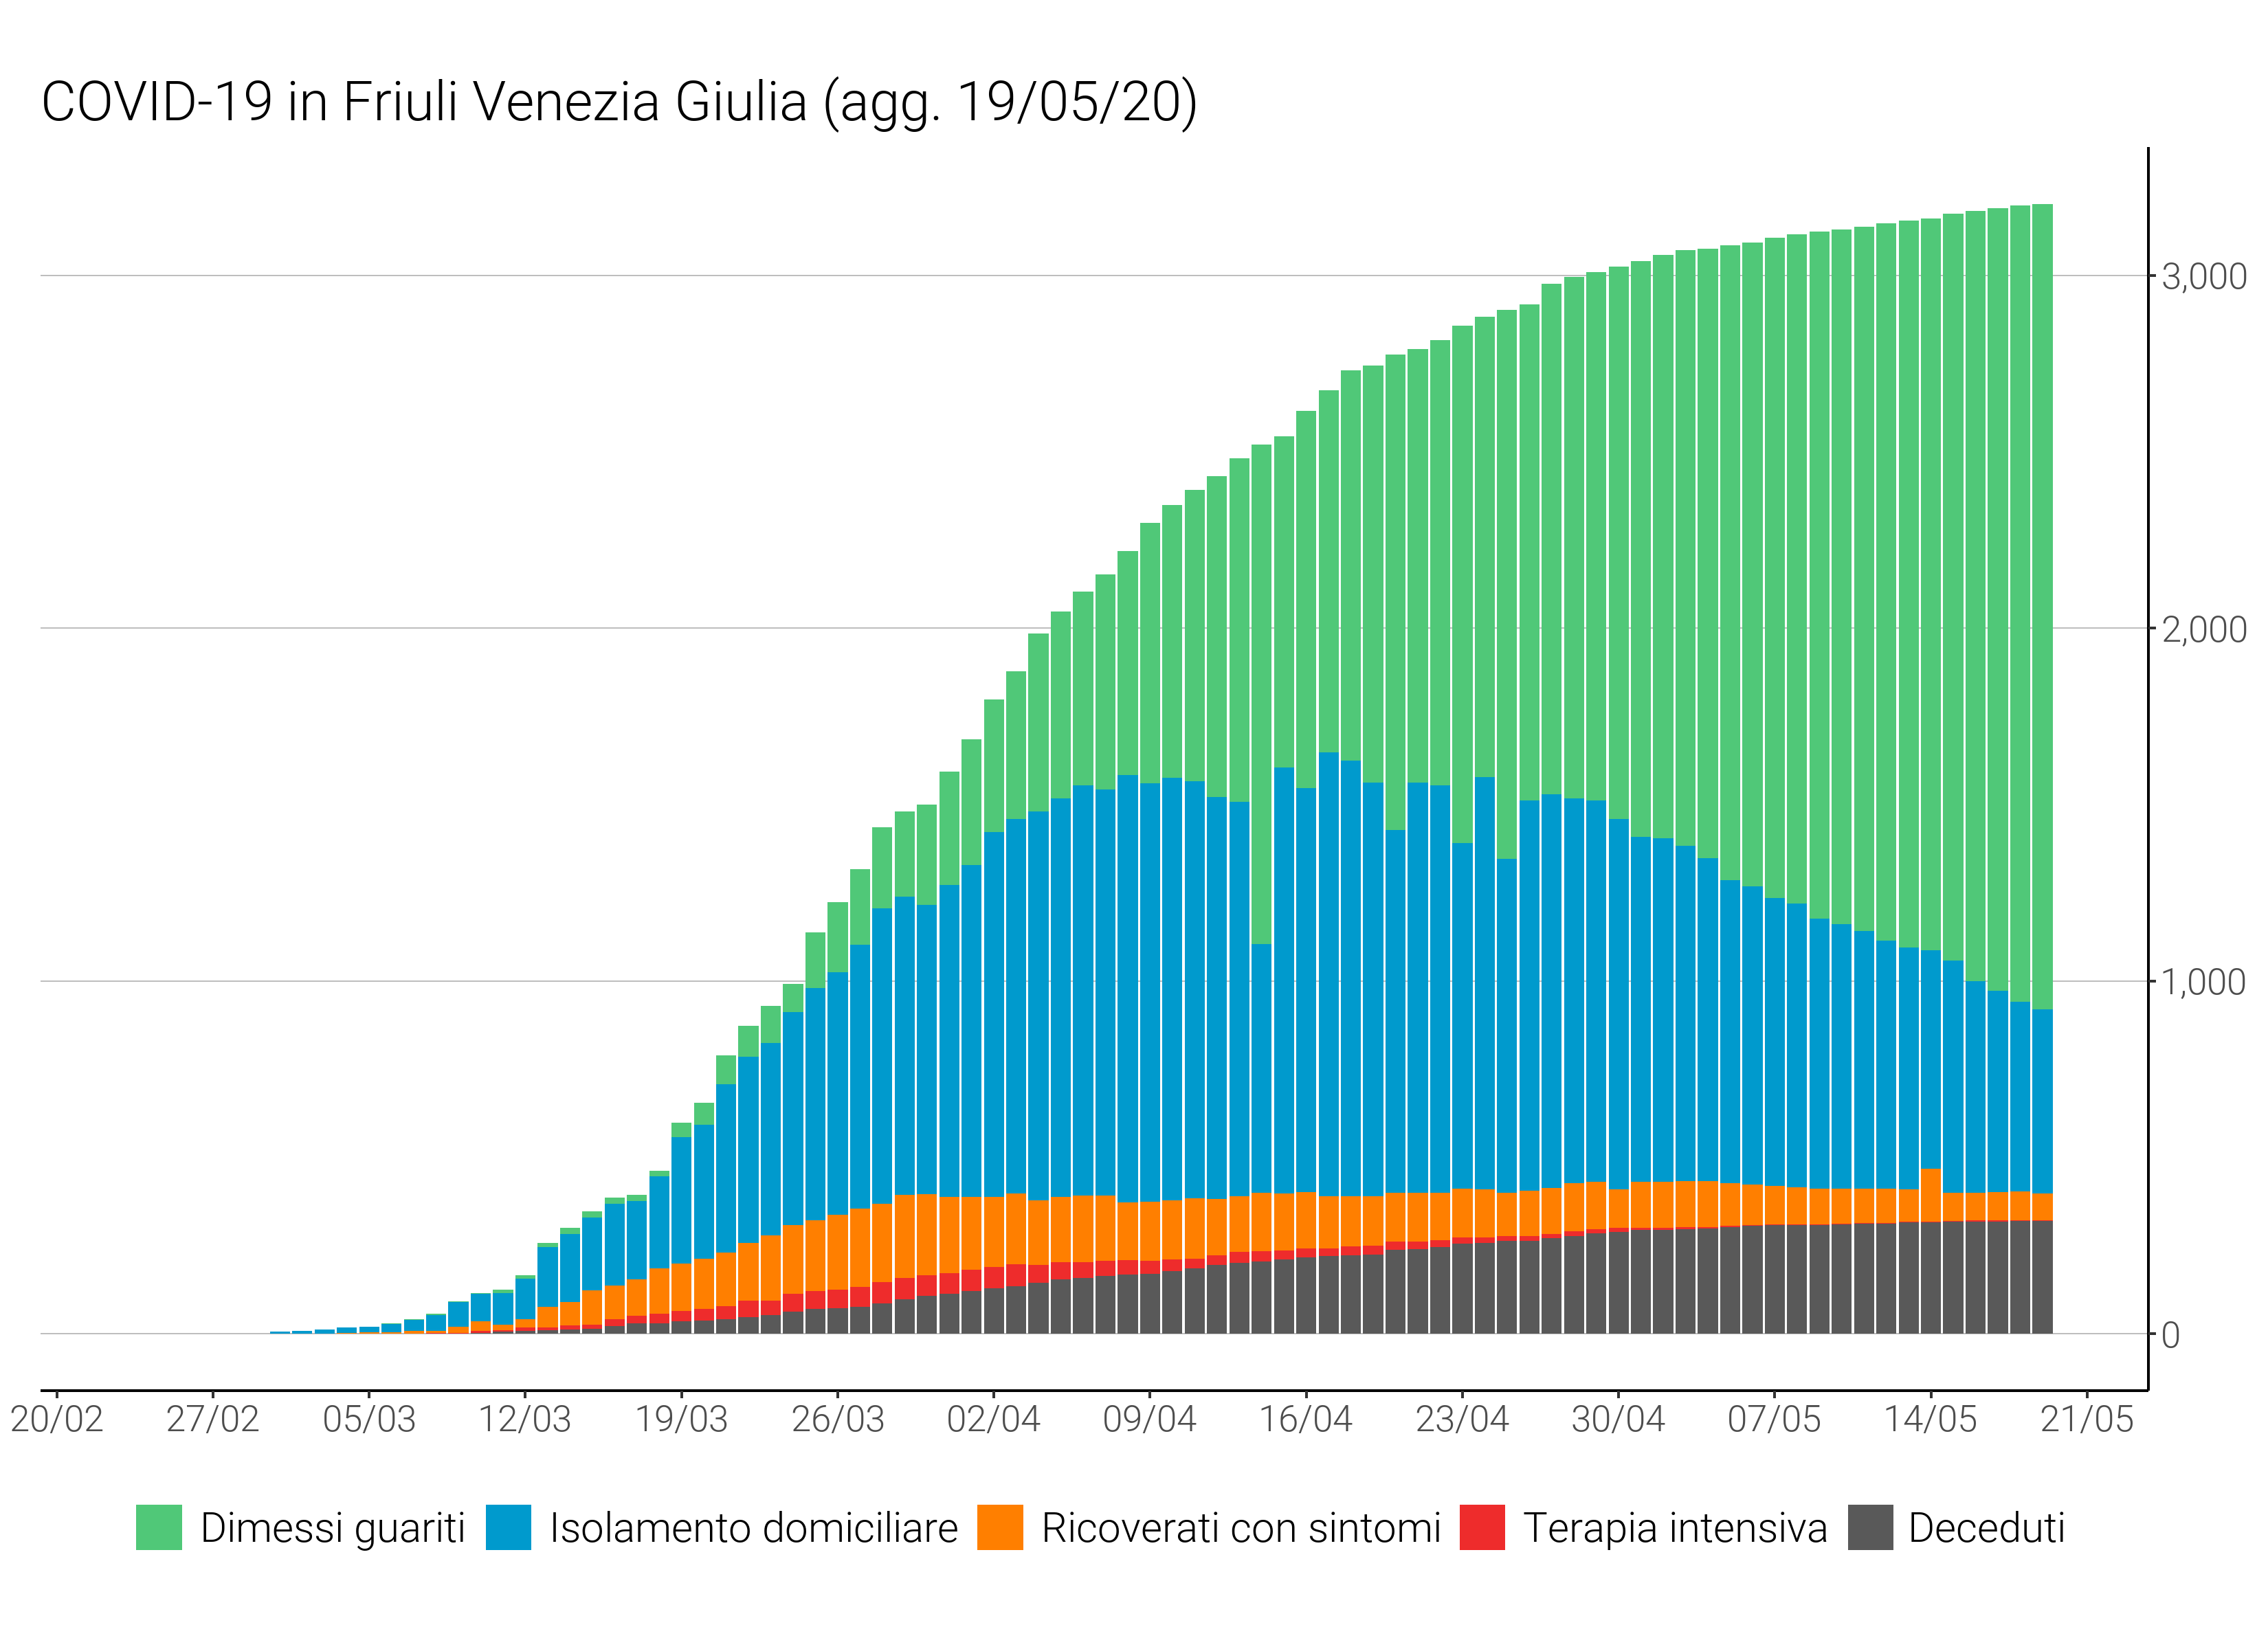 COVID-19 in Friuli Venezia Giulia (agg. 19/05/20)
3,000
2,000
1,000
0
20/02 27/02 05/03 12/03 19/03 26/03 02/04 09/04 16/04 23/04 30/04 07/05 14/05 21/05
Dimessi guariti Isolamento domiciliare Ricoverati con sintomi Terapia intensiva Deceduti